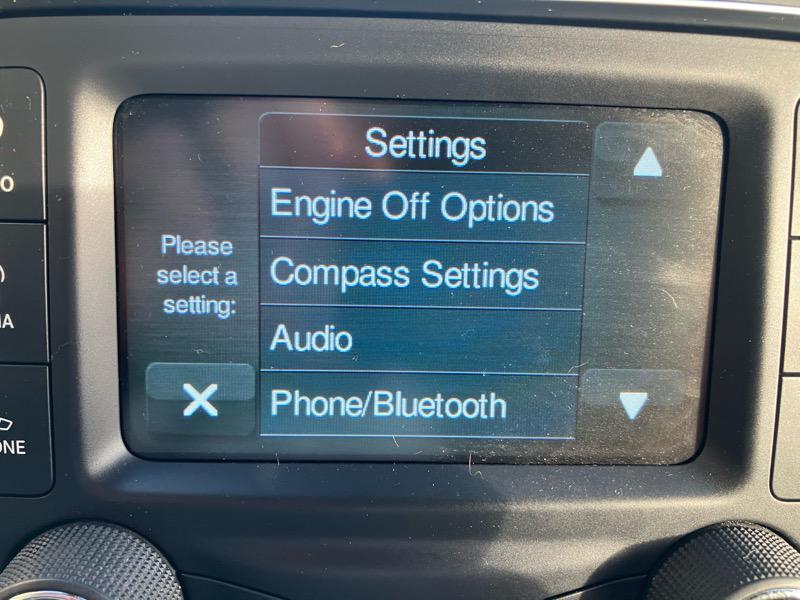 Settings
Engine Off Options
Please
select a
setting:
Compass Settings
Audio
Phone/Bluetooth